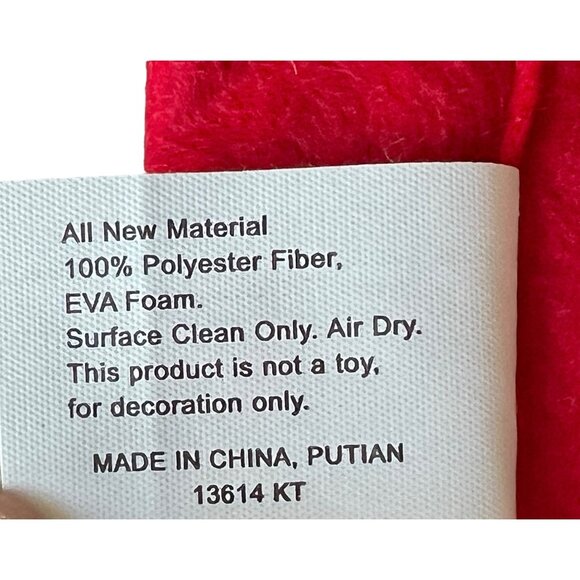 All New Material
100% Polyester Fiber,
EVA Foam.
Surface Clean Only. Air Dry.
This product is not a toy,
for decoration only.
MADE IN CHINA, PUTIAN
13614 KT